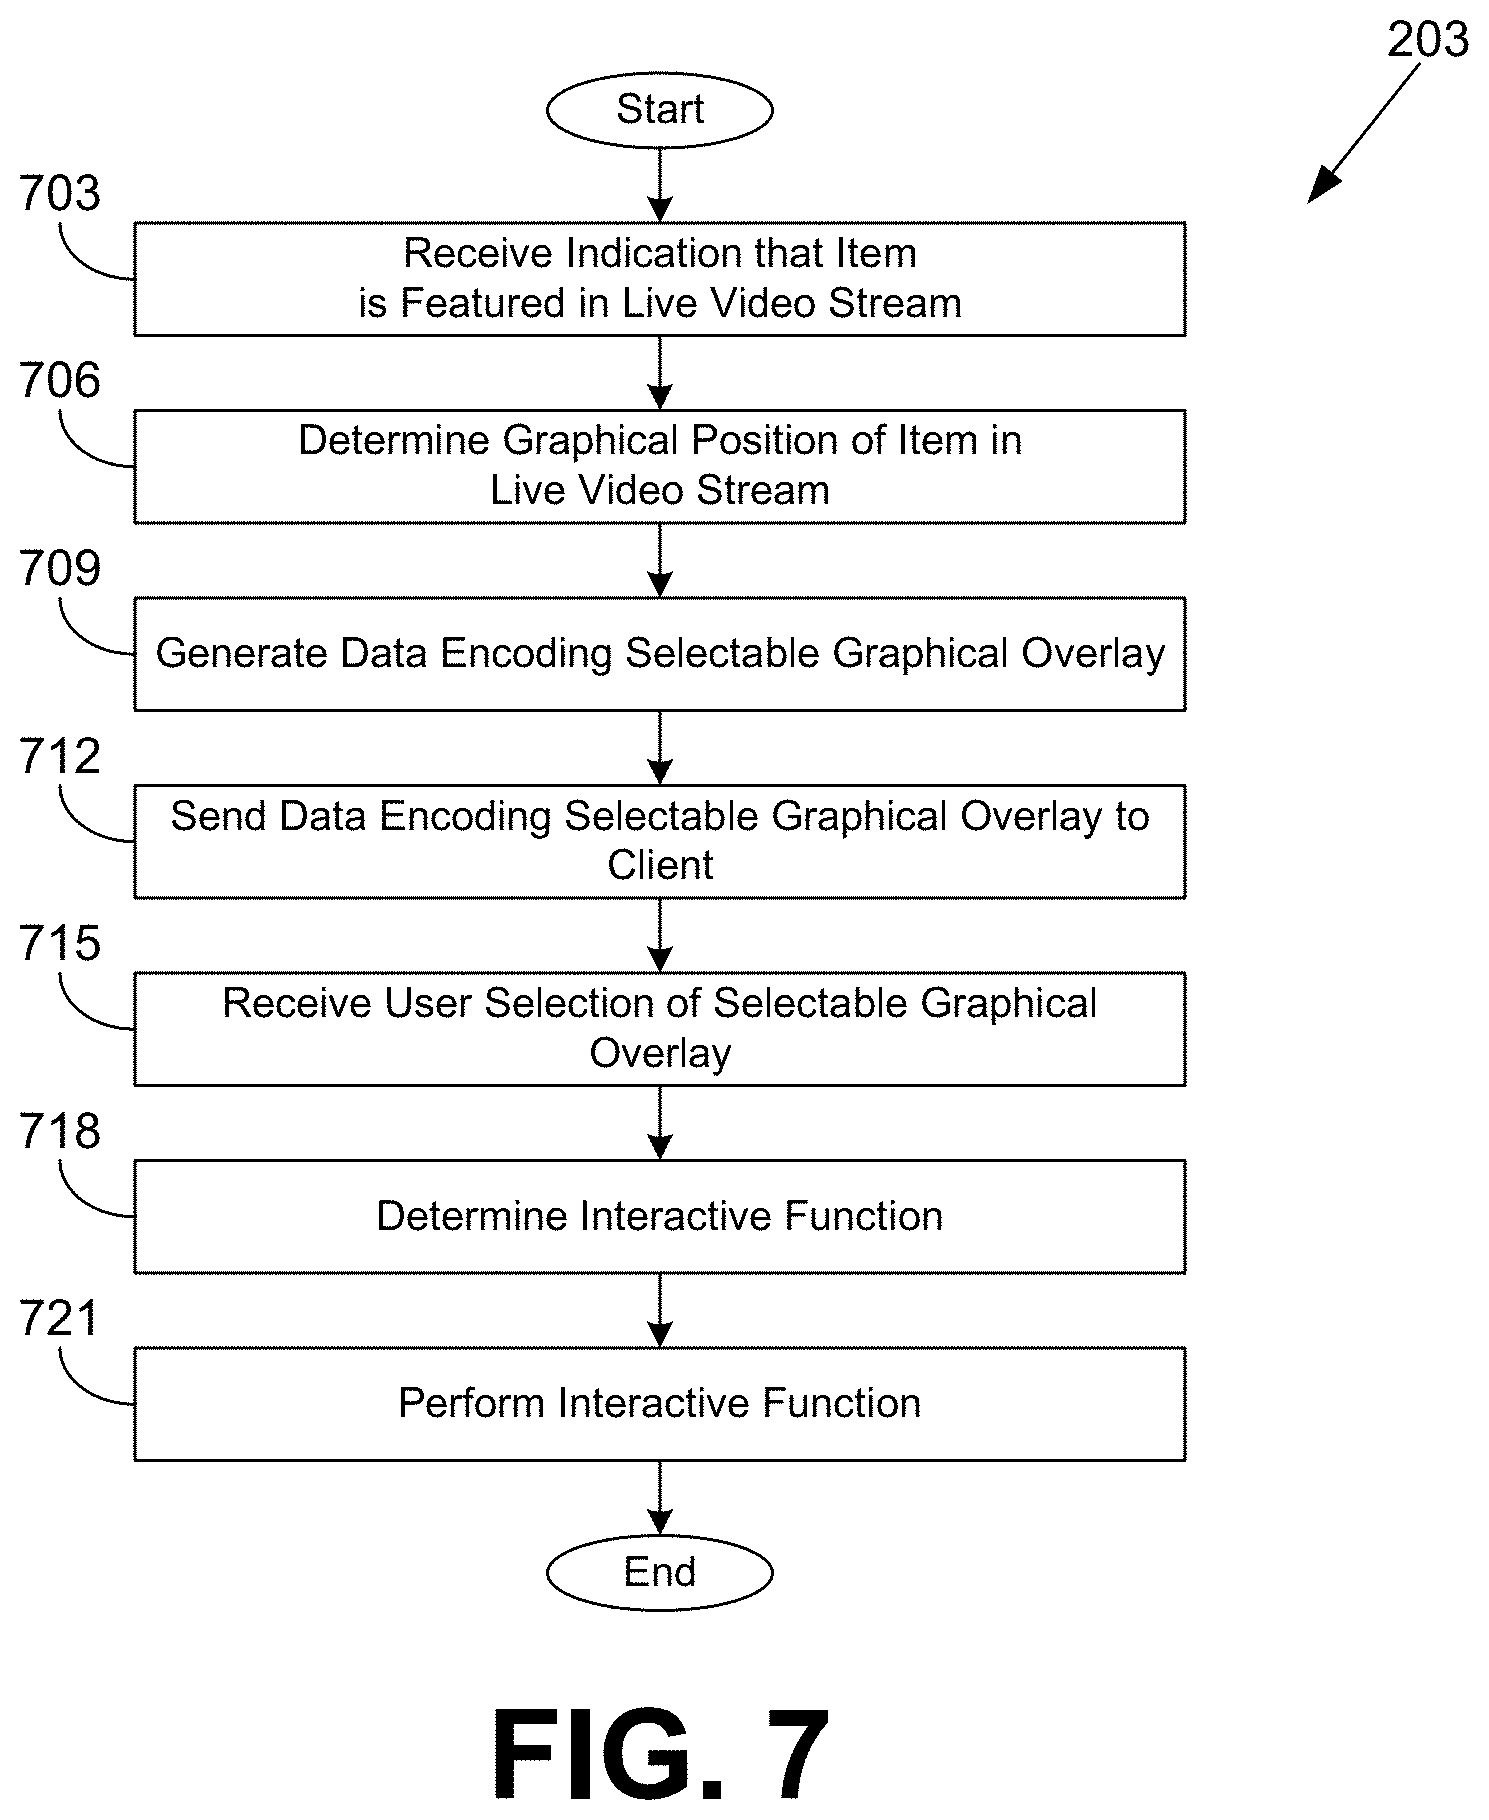 203
Start
703
Receive Indication that Item
is Featured in Live Video Stream
706
Determine Graphical Position of Item in
Live Video Stream
709
Generate Data Encoding Selectable Graphical Overlay
712
Send Data Encoding Selectable Graphical Overlay to
Client
715
Receive User Selection of Selectable Graphical
Overlay
718
Determine Interactive Function
721
Perform Interactive Function
End
FIG. 7